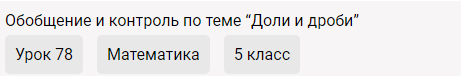 Обобщение и контроль по теме “Доли и дроби”
Урок 78 Математика 5 класс